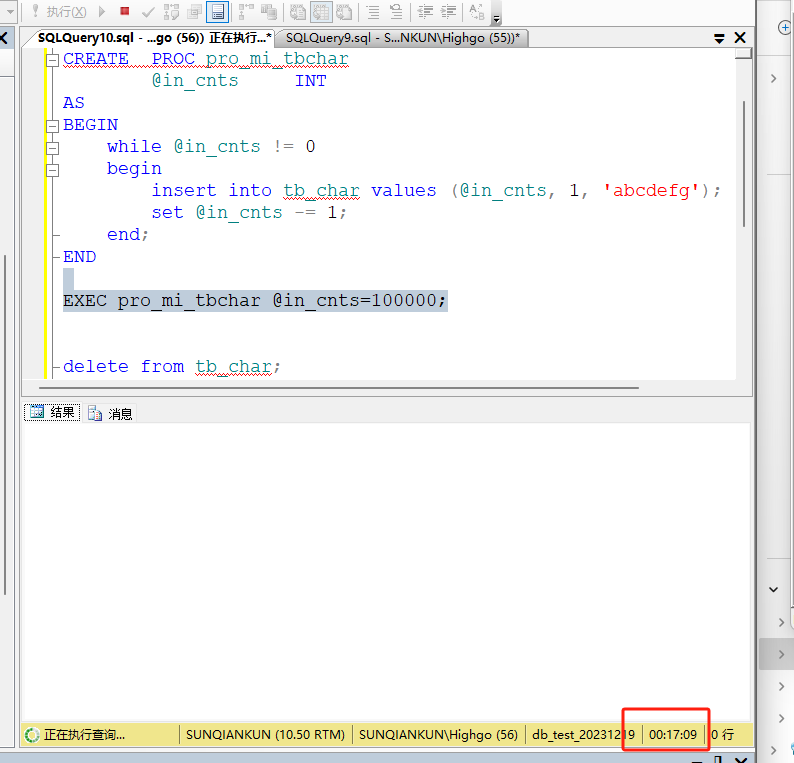 执行(X)
SQLQuery10.sql - ...go (56)) 正在执行...*
SQLQuery9.sql - S...NKUN\Highgo (55))*
CREATE  PROC pro_mi_tbchar
        @in_cnts     INT
AS
BEGIN
    while @in_cnts != 0
    begin
        insert into tb_char values (@in_cnts, 1, 'abcdefg');
        set @in_cnts -= 1;
    end;
END
EXEC pro_mi_tbchar @in_cnts=100000;
delete from tb_char;
结果 消息
正在执行查询... SUNQIANKUN (10.50 RTM) SUNQIANKUN\Highgo (56) db_test_20231219 00:17:09 0 行